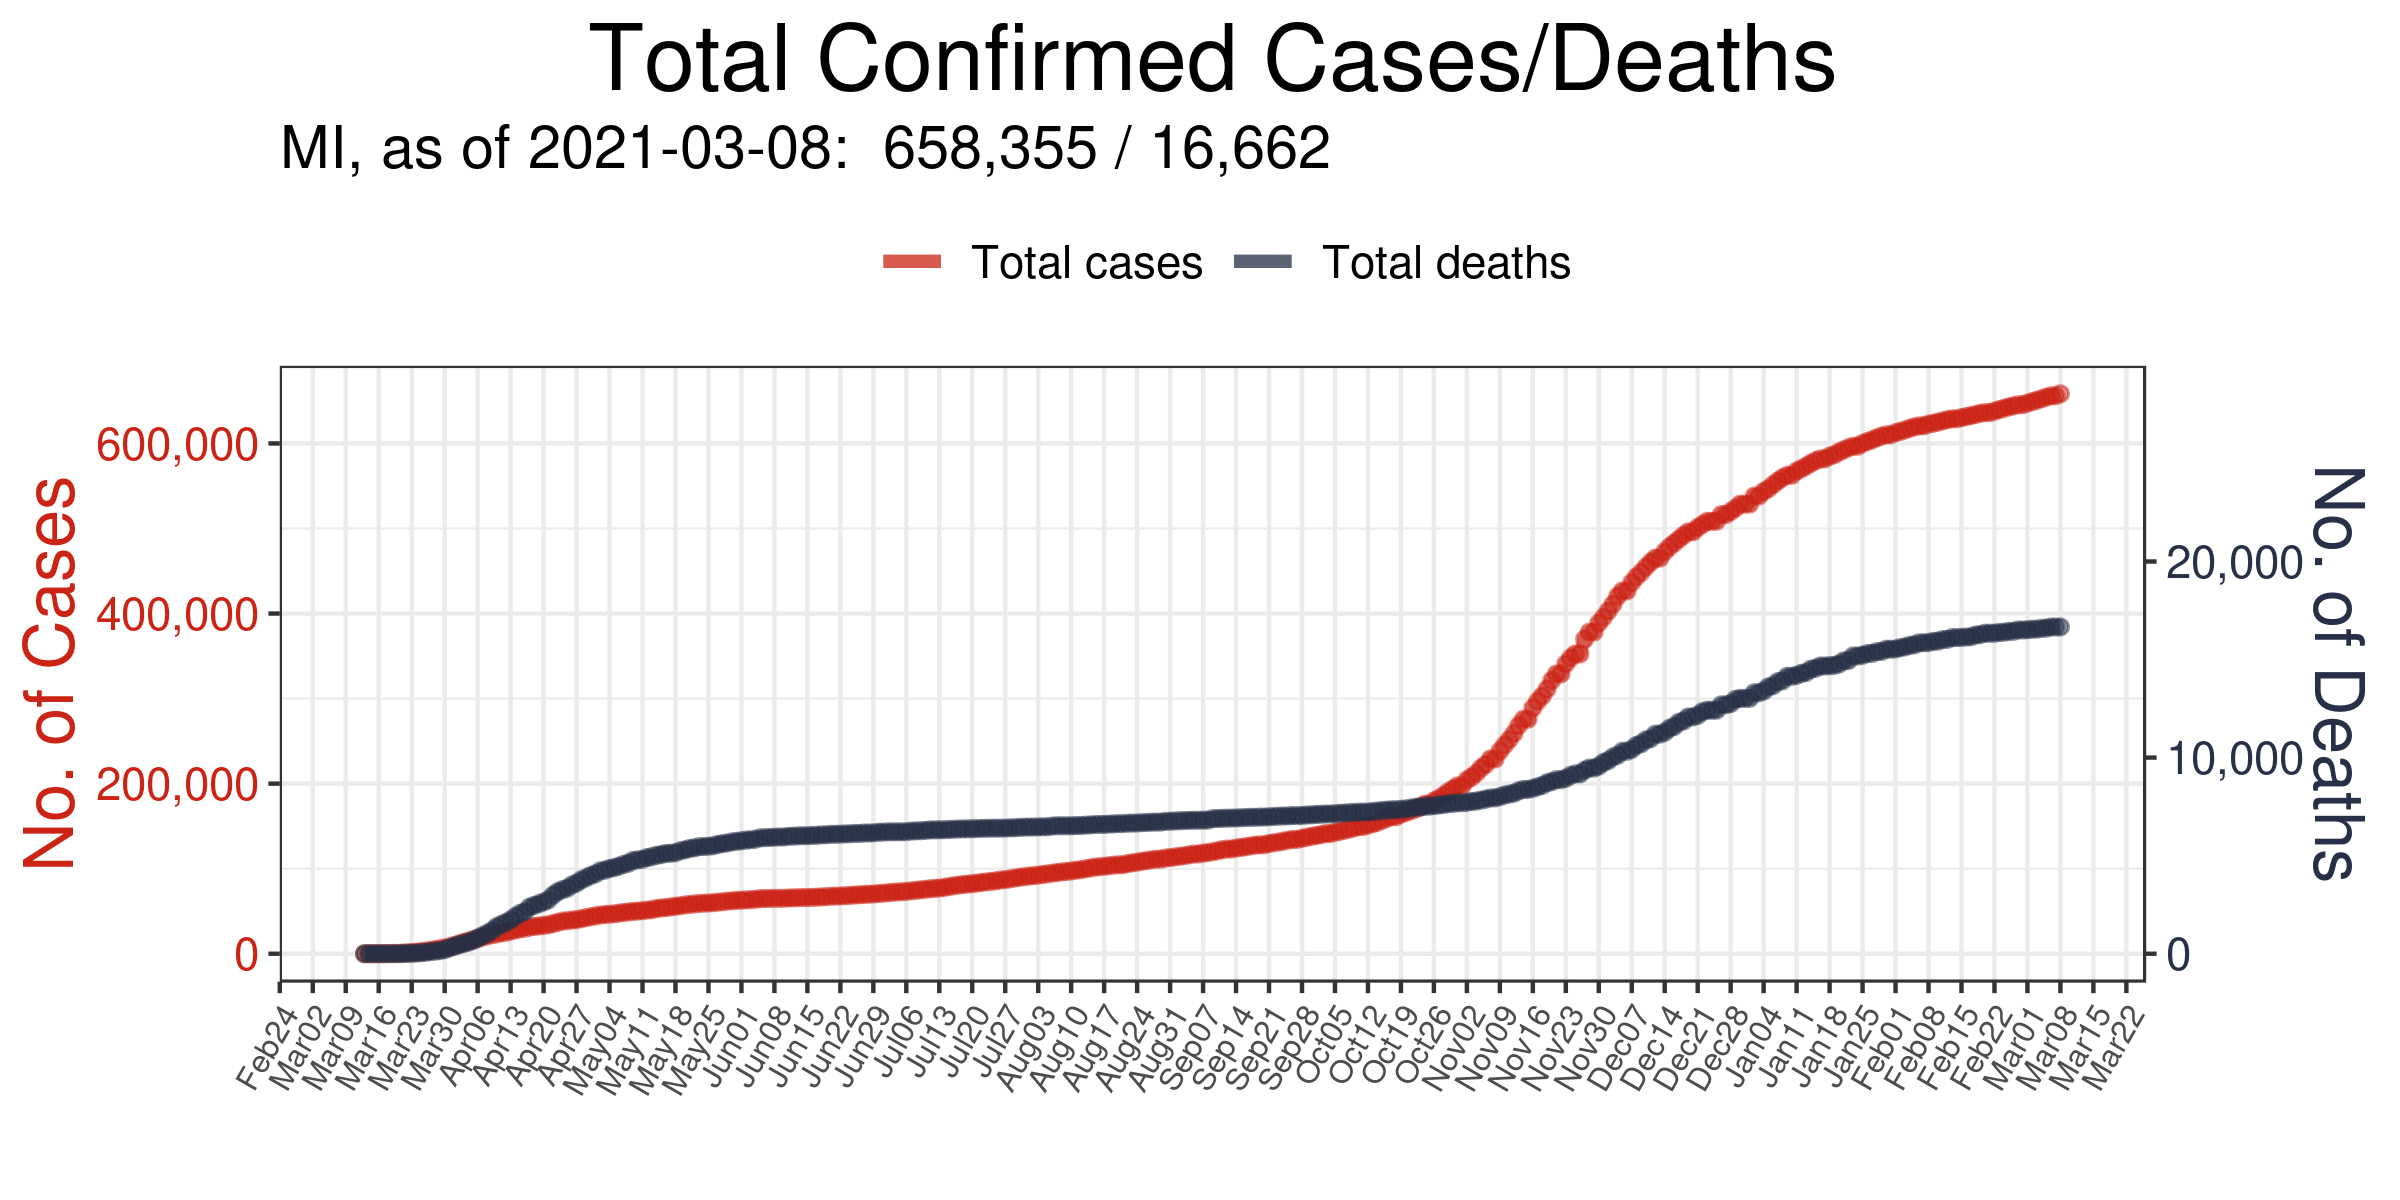 Total Confirmed Cases/Deaths
MI, as of 2021-03-08:  658,355 / 16,662
Total cases
Total deaths
No. of Cases
600,000
400,000
200,000
0
20,000
10,000
0
No. of Deaths
Feb24
Mar02
Mar09
Mar16
Mar23
Mar30
Apr06
Apr13
Apr20
Apr27
May04
May11
May18
May25
Jun01
Jun08
Jun15
Jun22
Jun29
Jul06
Jul13
Jul20
Jul27
Aug03
Aug10
Aug17
Aug24
Aug31
Sep07
Sep14
Sep21
Sep28
Oct05
Oct12
Oct19
Oct26
Nov02
Nov09
Nov16
Nov23
Nov30
Dec07
Dec14
Dec21
Dec28
Jan04
Jan11
Jan18
Jan25
Feb01
Feb08
Feb15
Feb22
Mar01
Mar08
Mar15
Mar22